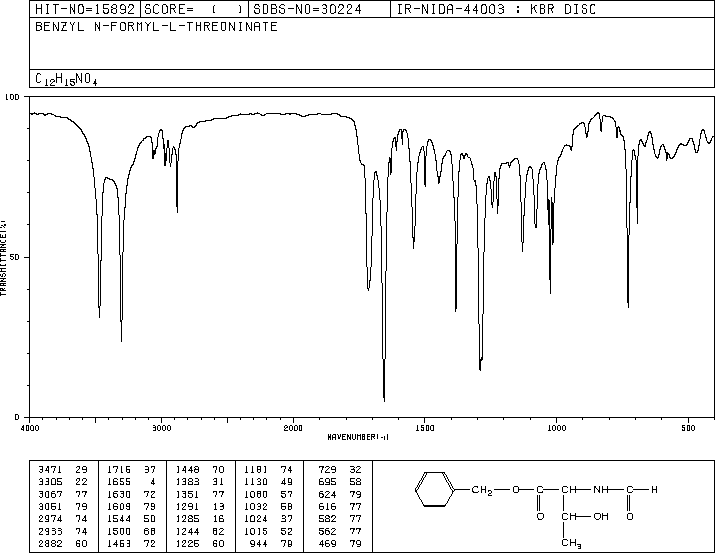 HIT-NO=15892 SCORE= ( ) SDBS-NO=30224 IR-NIDA-44003 : KBR DISC
BENZYL N-FORMYL-L-THREONINATE
C12H15NO4
100
50
0
TRANSMITTANCE(%)
4000 3000 2000 1500 1000 500
WAVENUMBER(-1)
3471 29 1716 37 1448 70 1181 74 729 32
3305 22 1655 4 1383 31 1130 49 695 58
3067 77 1630 72 1351 77 1080 57 624 79
3051 79 1609 79 1291 13 1032 58 616 77
2974 74 1544 50 1285 16 1024 37 582 77
2933 74 1500 68 1244 62 1015 52 562 77
2882 60 1453 72 1226 60 944 79 469 79
CH2 O C CH NH C H
O CH OH O
CH3